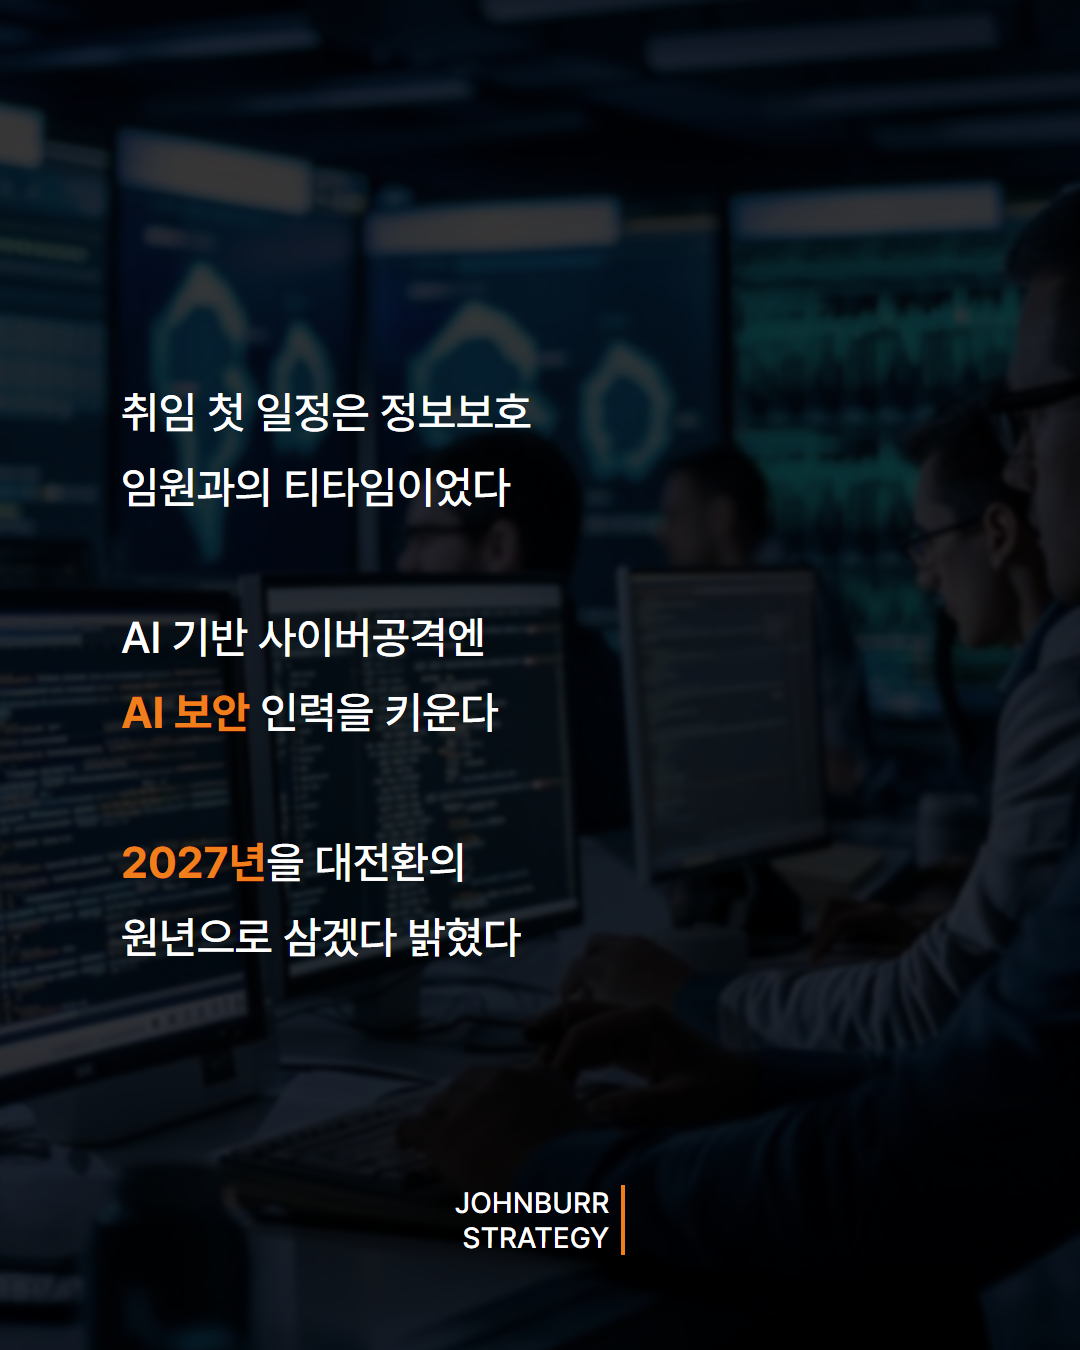 취임 첫 일정은 정보보호
임원과의 티타임이었다
AI 기반 사이버공격엔
AI 보안 인력을 키운다
2027년을 대전환의
원년으로 삼겠다 밝혔다
JOHNBURR
STRATEGY